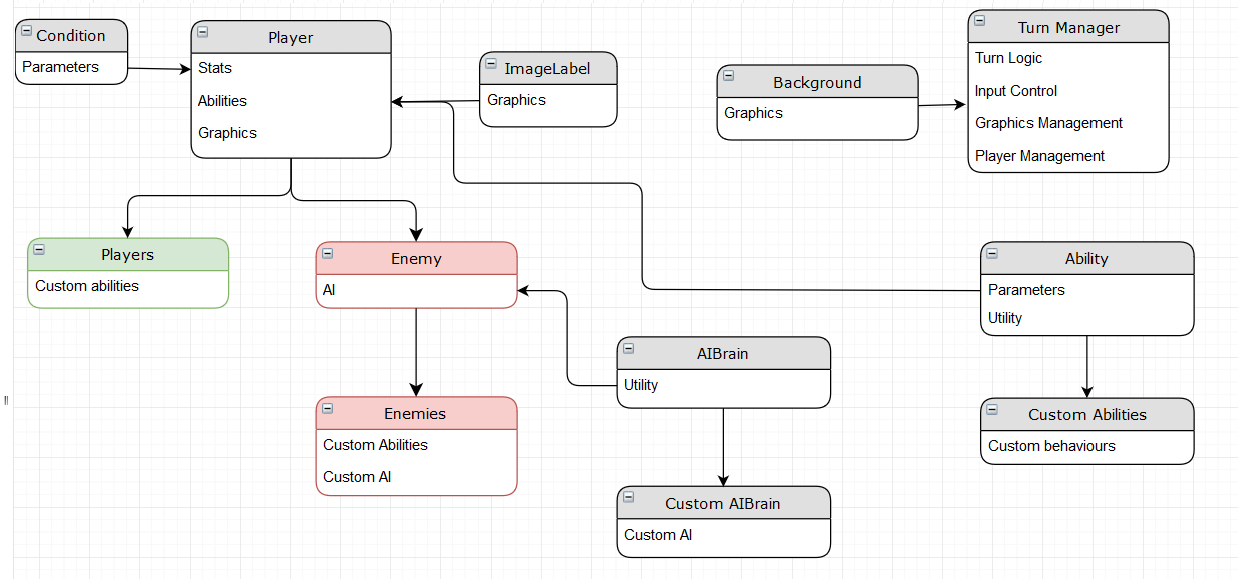 Condition
Parameters
Player
Stats
Abilities
Graphics
ImageLabel
Graphics
Background
Graphics
Turn Manager
Turn Logic
Input Control
Graphics Management
Player Management
Players
Custom abilities
Enemy
AI
Ability
Parameters
Utility
AIBrain
Utility
Enemies
Custom Abilities
Custom AI
Custom Abilities
Custom behaviours
Custom AIBrain
Custom AI